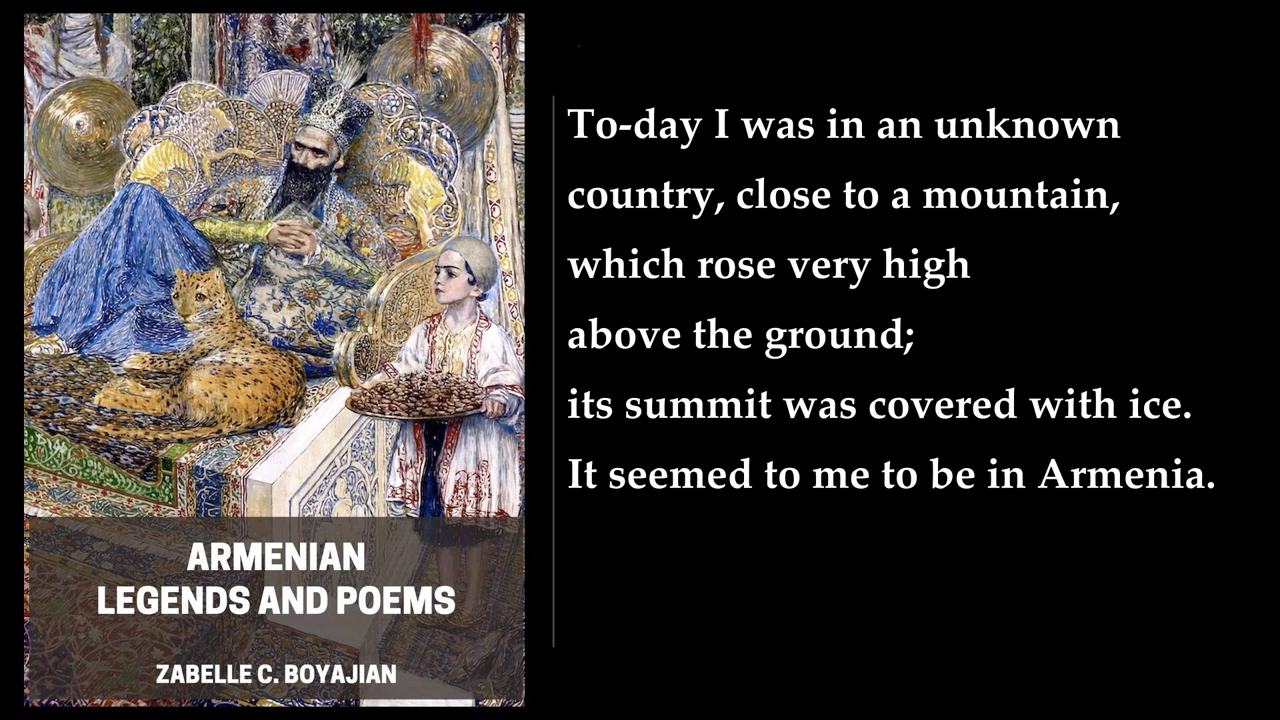 To-day I was in an unknown
country, close to a mountain,
which rose very high
above the ground;
its summit was covered with ice.
It seemed to me to be in Armenia.
ARMENIAN
LEGENDS AND POEMS
ZABELLE C. BOYAJIAN